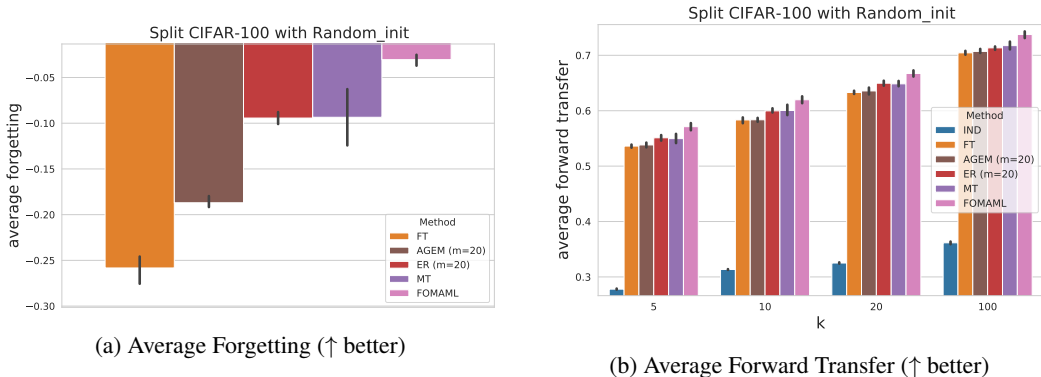 Split CIFAR-100 with Random_init
average forgetting
−0.05
−0.10
−0.15
−0.20
−0.25
−0.30
Method
FT
AGEM (m=20)
ER (m=20)
MT
FOMAML
(a) Average Forgetting (↑ better)
Split CIFAR-100 with Random_init
average forward transfer
0.7
0.6
0.5
0.4
0.3
Method
IND
FT
AGEM (m=20)
ER (m=20)
MT
FOMAML
5 10 20 100
k
(b) Average Forward Transfer (↑ better)